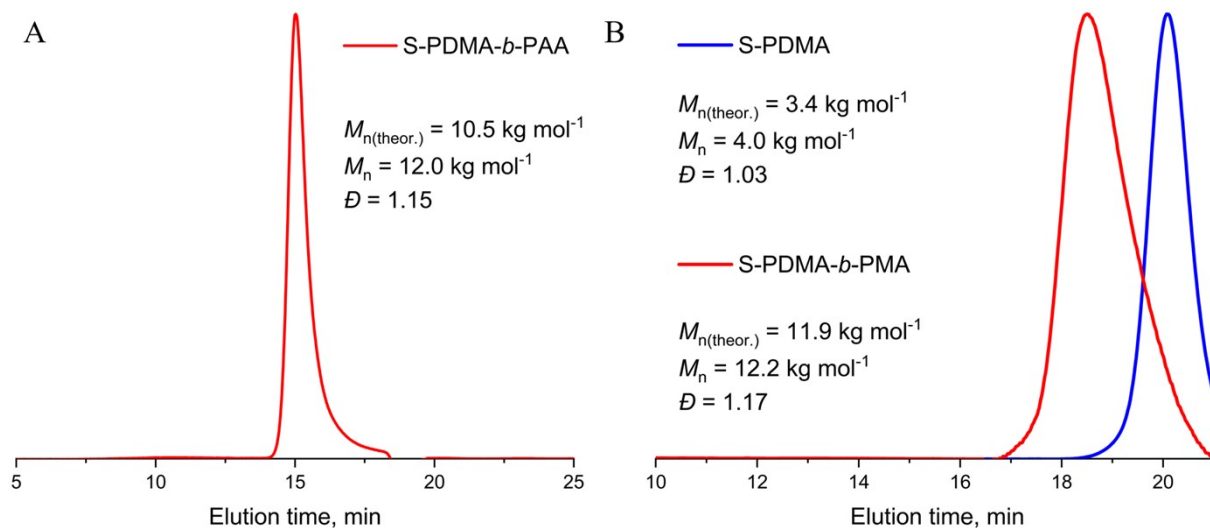 A
S-PDMA-b-PAA
Mn(theor.) = 10.5 kg mol-1
Mn = 12.0 kg mol-1
Đ = 1.15
5 10 15 20 25
Elution time, min
B
S-PDMA
Mn(theor.) = 3.4 kg mol-1
Mn = 4.0 kg mol-1
Đ = 1.03
S-PDMA-b-PMA
Mn(theor.) = 11.9 kg mol-1
Mn = 12.2 kg mol-1
Đ = 1.17
10 12 14 16 18 20
Elution time, min